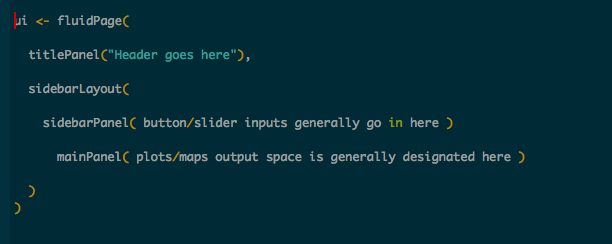 ui <- fluidPage(
titlePanel("Header goes here"),
sidebarLayout(
sidebarPanel( button/slider inputs generally go in here )
mainPanel( plots/maps output space is generally designated here )
)
)